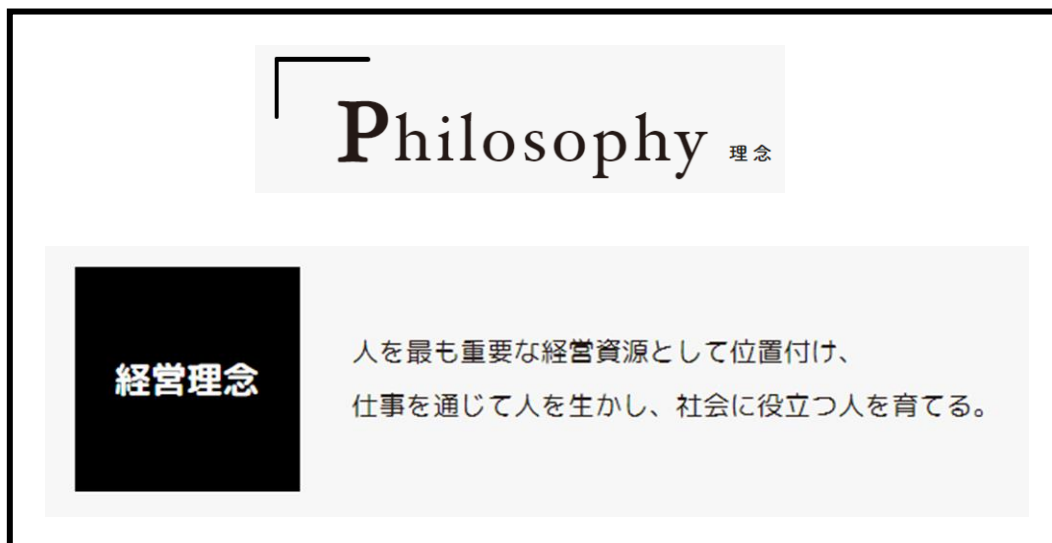 Philosophy 理念
経営理念
人を最も重要な経営資源として位置付け、
仕事を通じて人を生かし、社会に役立つ人を育てる。